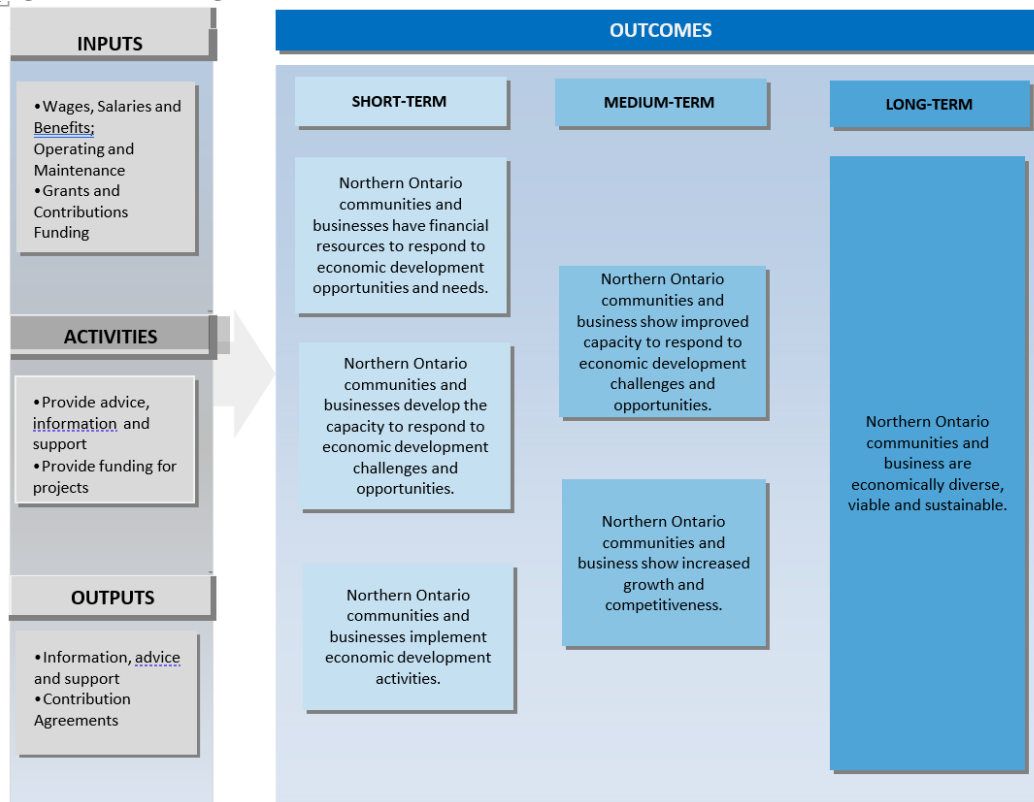 INPUTS
•Wages, Salaries and
Benefits;
Operating and
Maintenance
•Grants and
Contributions
Funding
ACTIVITIES
•Provide advice,
information and
support
•Provide funding for
projects
OUTPUTS
•Information, advice
and support
•Contribution
Agreements
OUTCOMES
SHORT-TERM
Northern Ontario
communities and
businesses have financial
resources to respond to
economic development
opportunities and needs.
Northern Ontario
communities and
businesses develop the
capacity to respond to
economic development
challenges and
opportunities.
Northern Ontario
communities and
businesses implement
economic development
activities.
MEDIUM-TERM
Northern Ontario
communities and
business show improved
capacity to respond to
economic development
challenges and
opportunities.
Northern Ontario
communities and
business show increased
growth and
competitiveness.
LONG-TERM
Northern Ontario
communities and
business are
economically diverse,
viable and sustainable.